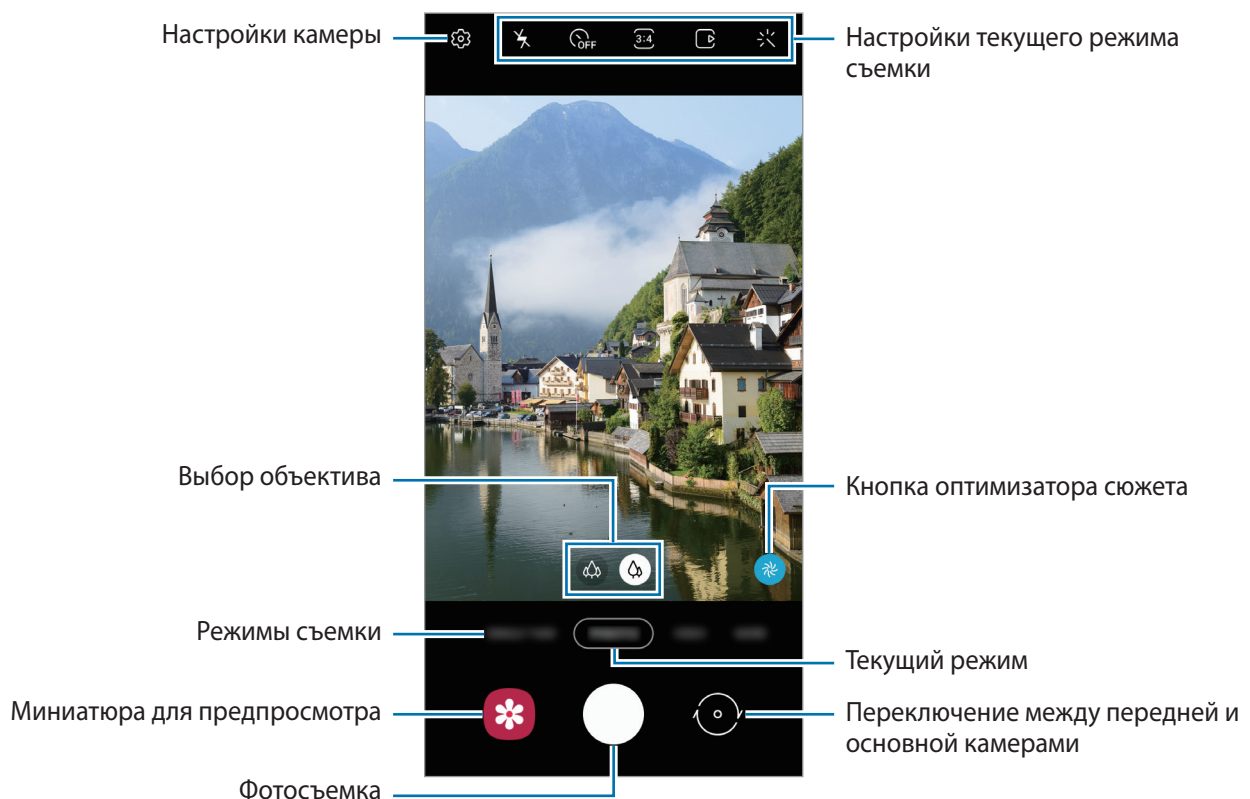 Настройки камеры
OFF
3:4
Настройки текущего режима
съемки
Выбор объектива
Кнопка оптимизатора сюжета
Режимы съемки
Текущий режим
Миниатюра для предпросмотра
Переключение между передней и
основной камерами
Фотосъемка